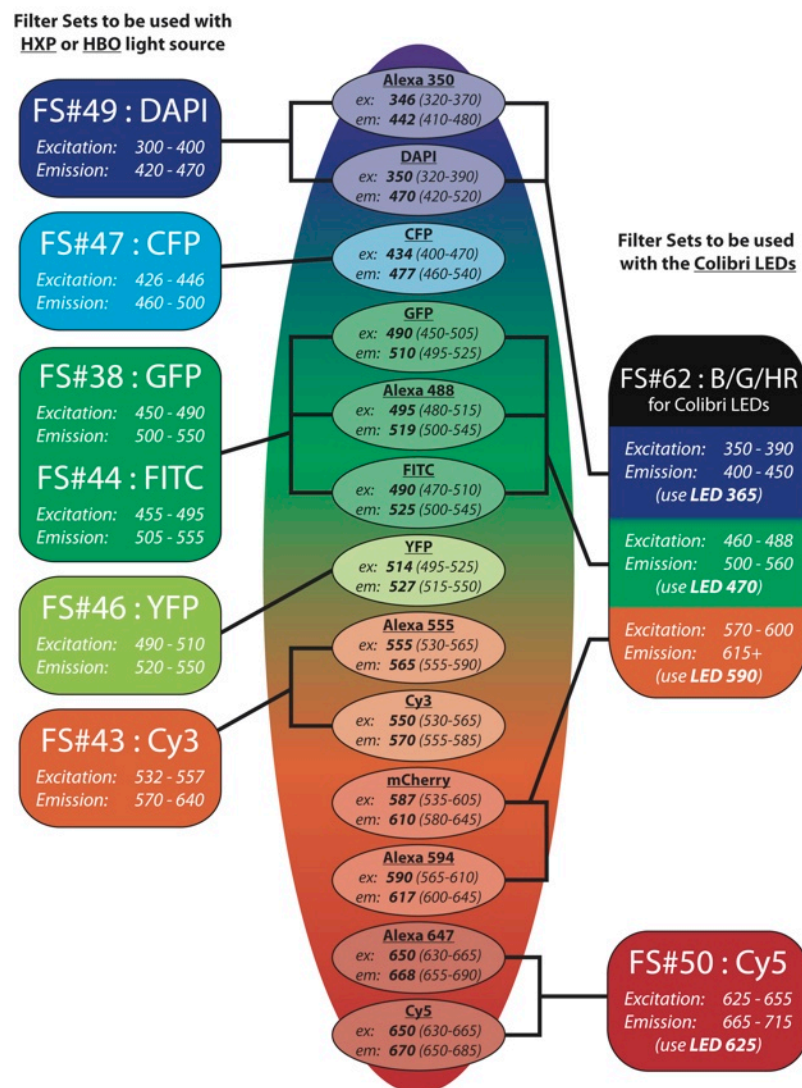 Filter Sets to be used with
HXP or HBO light source
FS#49 : DAPI
Excitation: 300 - 400
Emission: 420 - 470
FS#47 : CFP
Excitation: 426 - 446
Emission: 460 - 500
FS#38 : GFP
Excitation: 450 - 490
Emission: 500 - 550
FS#44 : FITC
Excitation: 455 - 495
Emission: 505 - 555
FS#46 : YFP
Excitation: 490 - 510
Emission: 520 - 550
FS#43 : Cy3
Excitation: 532 - 557
Emission: 570 - 640
Alexa 350
ex: 346 (320-370)
em: 442 (410-480)
DAPI
ex: 350 (320-390)
em: 470 (420-520)
CFP
ex: 434 (400-470)
em: 477 (460-540)
GFP
ex: 490 (450-505)
em: 510 (495-525)
Alexa 488
ex: 495 (480-515)
em: 519 (500-545)
FITC
ex: 490 (470-510)
em: 525 (500-545)
YFP
ex: 514 (495-525)
em: 527 (515-550)
Alexa 555
ex: 555 (530-565)
em: 565 (555-590)
Cy3
ex: 550 (530-565)
em: 570 (555-585)
mCherry
ex: 587 (535-605)
em: 610 (580-645)
Alexa 594
ex: 590 (565-610)
em: 617 (600-645)
Alexa 647
ex: 650 (630-665)
em: 668 (655-690)
Cy5
ex: 650 (630-665)
em: 670 (650-685)
Filter Sets to be used
with the Colibri LEDs
FS#62 : B/G/HR
for Colibri LEDs
Excitation: 350 - 390
Emission: 400 - 450
(use LED 365)
Excitation: 460 - 488
Emission: 500 - 560
(use LED 470)
Excitation: 570 - 600
Emission: 615+
(use LED 590)
FS#50 : Cy5
Excitation: 625 - 655
Emission: 665 - 715
(use LED 625)